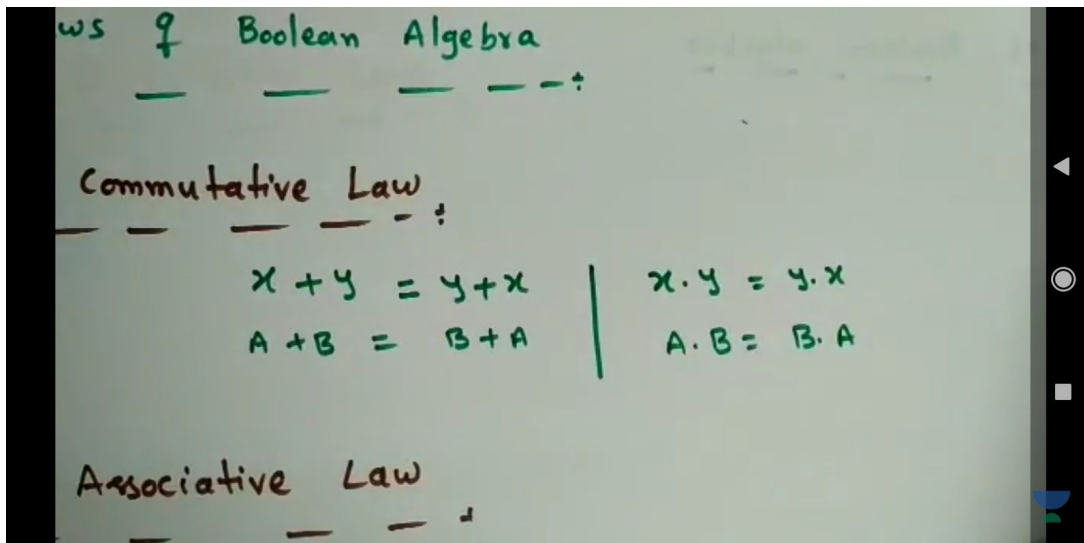 ws of Boolean Algebra
Commutative Law
x + y = y + x | x . y = y . x
A + B = B + A | A . B = B . A
Associative Law